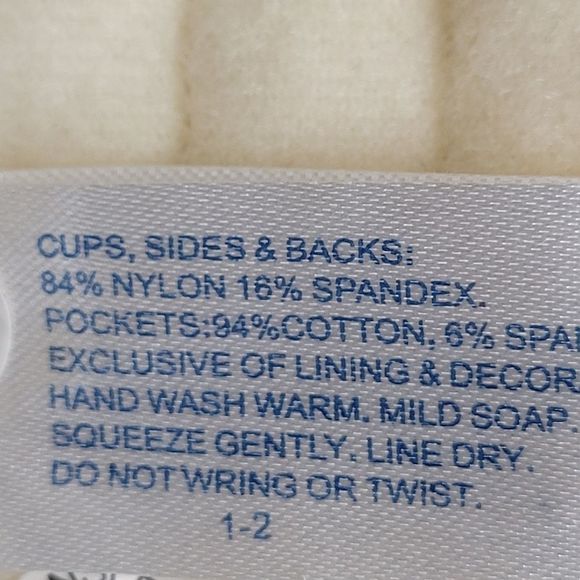 CUPS, SIDES & BACKS:
84% NYLON 16% SPANDEX.
POCKETS:94%COTTON. 6% SPA
EXCLUSIVE OF LINING & DECOR
HAND WASH WARM. MILD SOAP.
SQUEEZE GENTLY. LINE DRY.
DO NOT WRING OR TWIST.
1-2